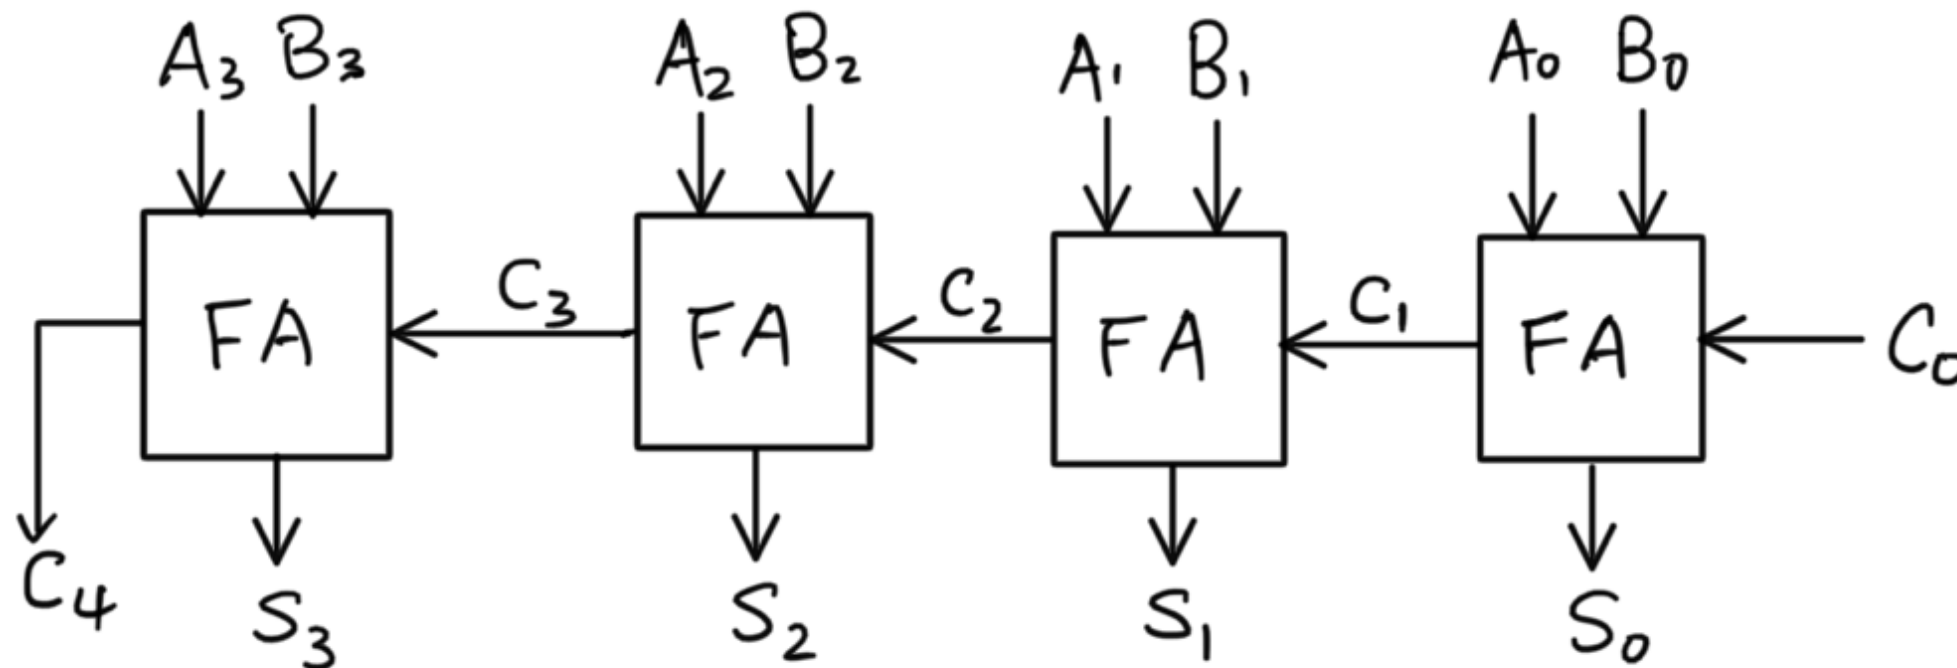 A3 B3 A2 B2 A1 B1 A0 B0
C3 C2 C1 C0
FA FA FA FA
C4 S3 S2 S1 S0